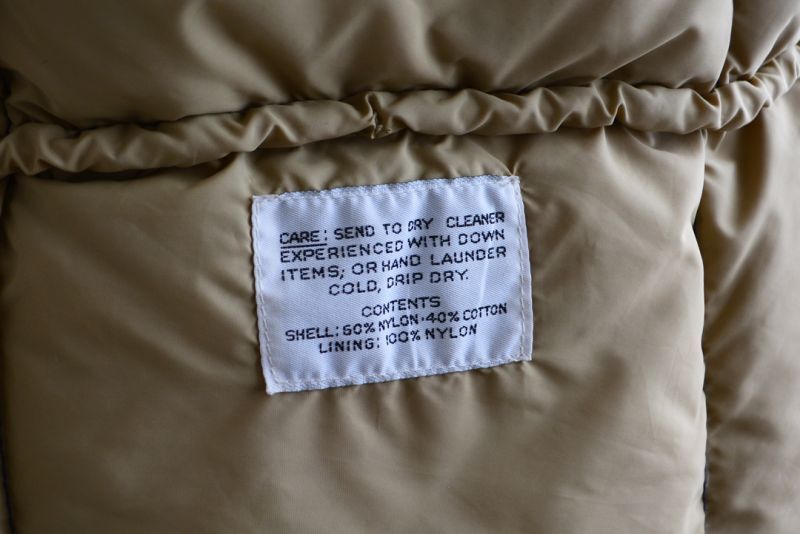 CARE: SEND TO DRY CLEANER
EXPERIENCED WITH DOWN
ITEMS; OR HAND LAUNDER
COLD, DRIP DRY.
CONTENTS
SHELL: 60% NYLON・40% COTTON
LINING: 100% NYLON